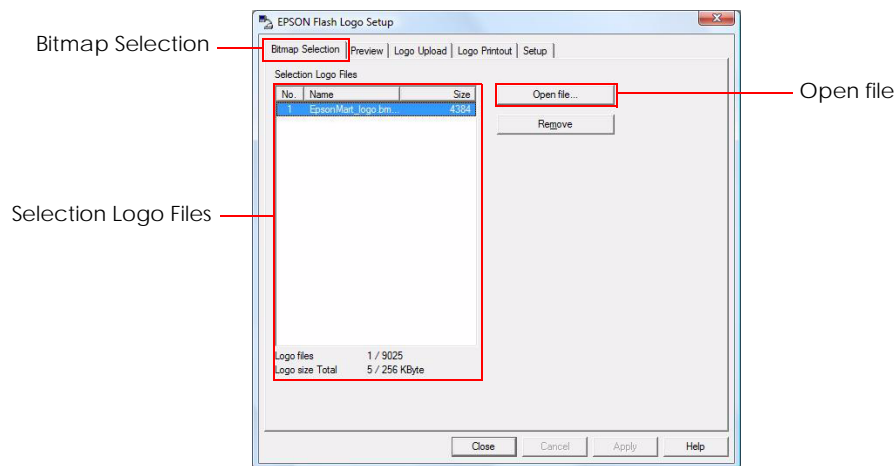 EPSON Flash Logo Setup
Bitmap Selection
Bitmap Selection Preview Logo Upload Logo Printout Setup
Selection Logo Files
No. Name Size
1 EpsonMart_logo.bm... 4384
Open file...
Open file
Remove
Selection Logo Files
Logo files 1 / 9025
Logo size Total 5 / 256 KByte
Close Cancel Apply Help